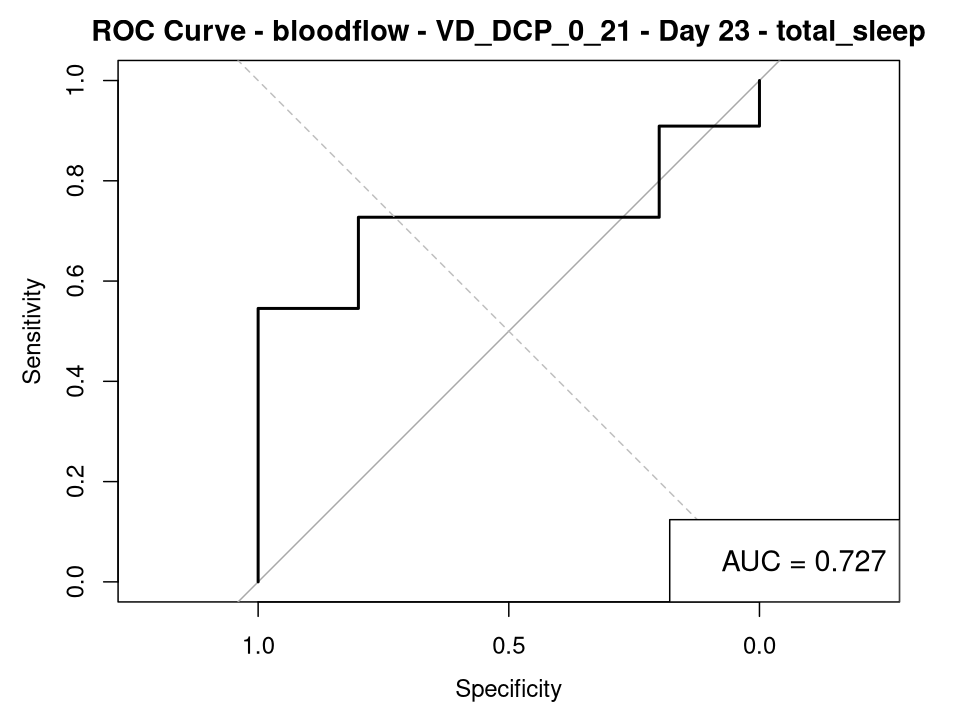 ROC Curve - bloodflow - VD_DCP_0_21 - Day 23 - total_sleep
Sensitivity
1.0
0.8
0.6
0.4
0.2
0.0
AUC = 0.727
1.0 0.5 0.0
Specificity